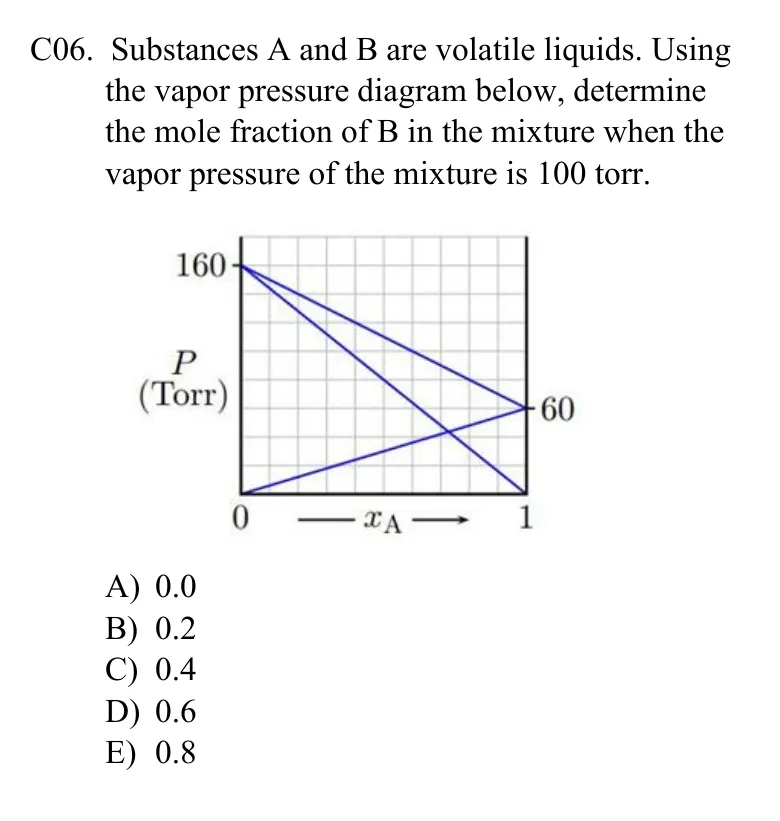 C06. Substances A and B are volatile liquids. Using
the vapor pressure diagram below, determine
the mole fraction of B in the mixture when the
vapor pressure of the mixture is 100 torr.
160
P
(Torr)
60
0 xA 1
A) 0.0
B) 0.2
C) 0.4
D) 0.6
E) 0.8